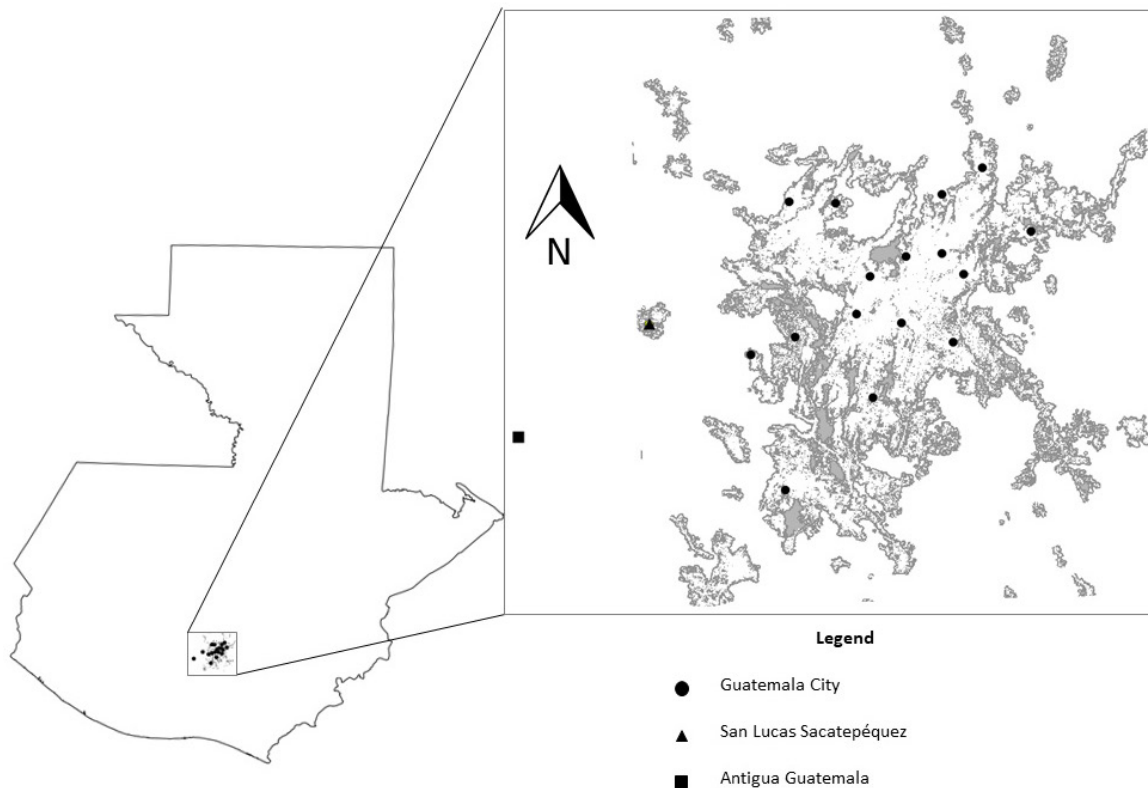 N
Legend
Guatemala City
San Lucas Sacatepéquez
Antigua Guatemala